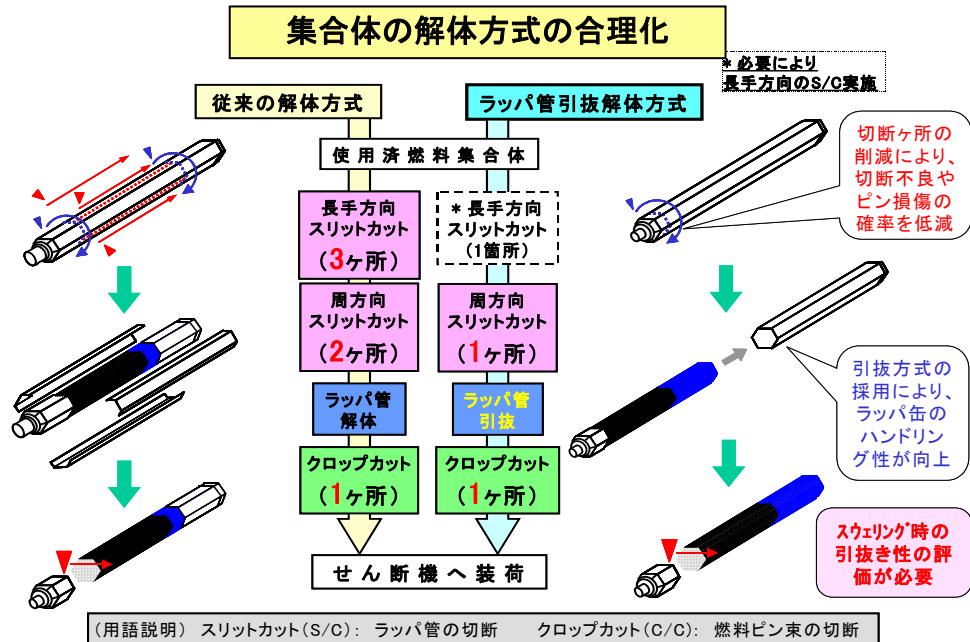 集合体の解体方式の合理化
* 必要により
長手方向のS/C実施
従来の解体方式
ラッパ管引抜解体方式
使用済燃料集合体
長手方向
スリットカット
(3ヶ所)
* 長手方向
スリットカット
(1箇所)
周方向
スリットカット
(2ヶ所)
周方向
スリットカット
(1ヶ所)
ラッパ管
解体
ラッパ管
引抜
クロップカット
(1ヶ所)
クロップカット
(1ヶ所)
せん断機へ装荷
切断ヶ所の
削減により、
切断不良や
ピン損傷の
確率を低減
引抜方式の
採用により、
ラッパ缶の
ハンドリン
グ性が向上
スウェリング時の
引抜き性の評
価が必要
(用語説明) スリットカット(S/C): ラッパ管の切断 クロップカット(C/C): 燃料ピン束の切断